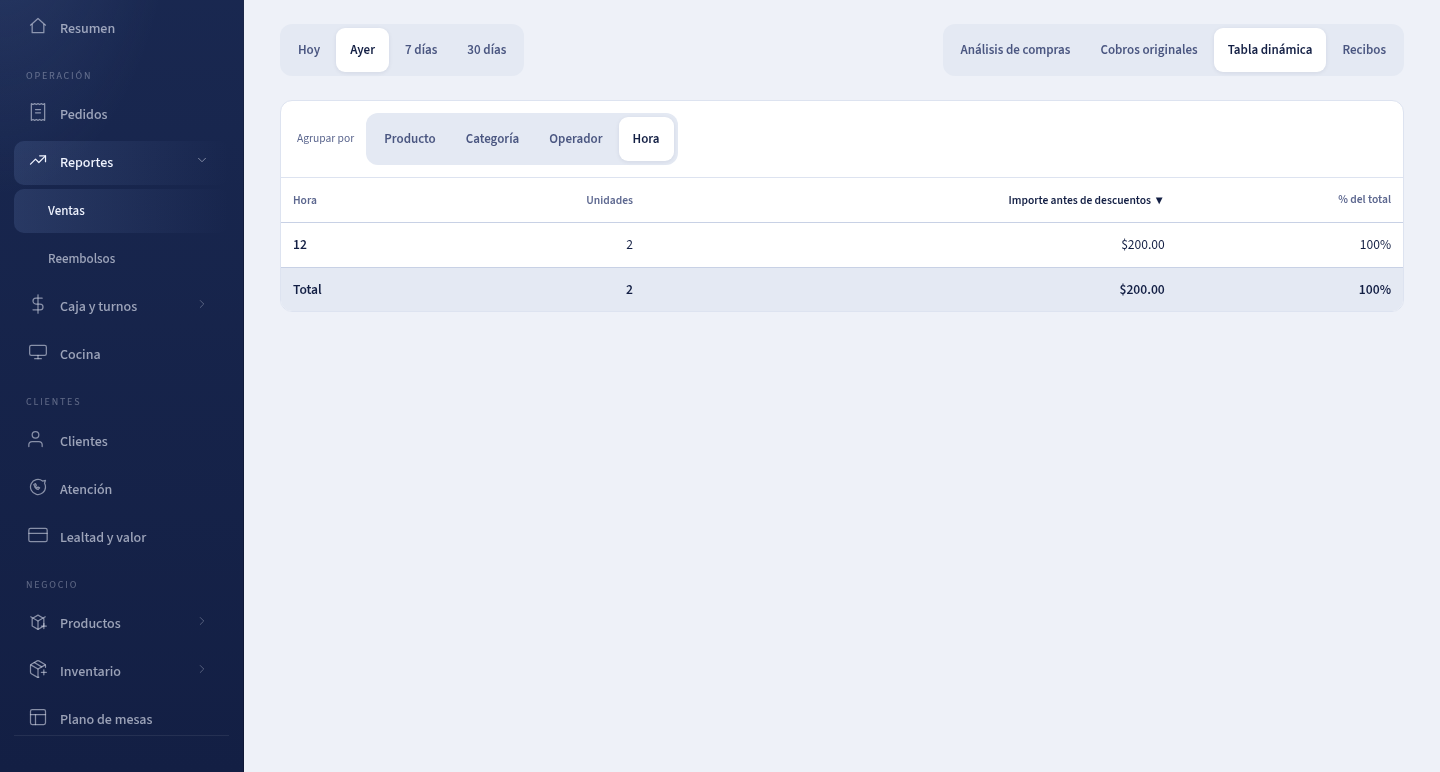 Resumen
OPERACIÓN
Pedidos
Reportes
Ventas
Reembolsos
Caja y turnos
Cocina
CLIENTES
Clientes
Atención
Lealtad y valor
NEGOCIO
Productos
Inventario
Plano de mesas
Hoy Ayer 7 días 30 días
Análisis de compras Cobros originales Tabla dinámica Recibos
Agrupar por Producto Categoría Operador Hora
Hora Unidades Importe antes de descuentos ▼ % del total
12 2 $200.00 100%
Total 2 $200.00 100%